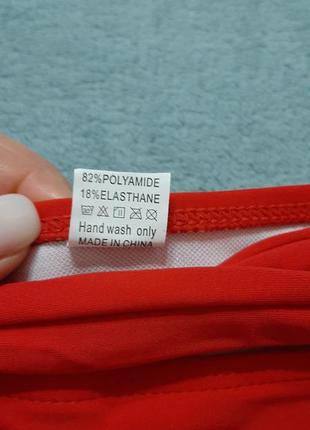 82%POLYAMIDE
18%ELASTHANE
Hand wash only
MADE IN CHINA